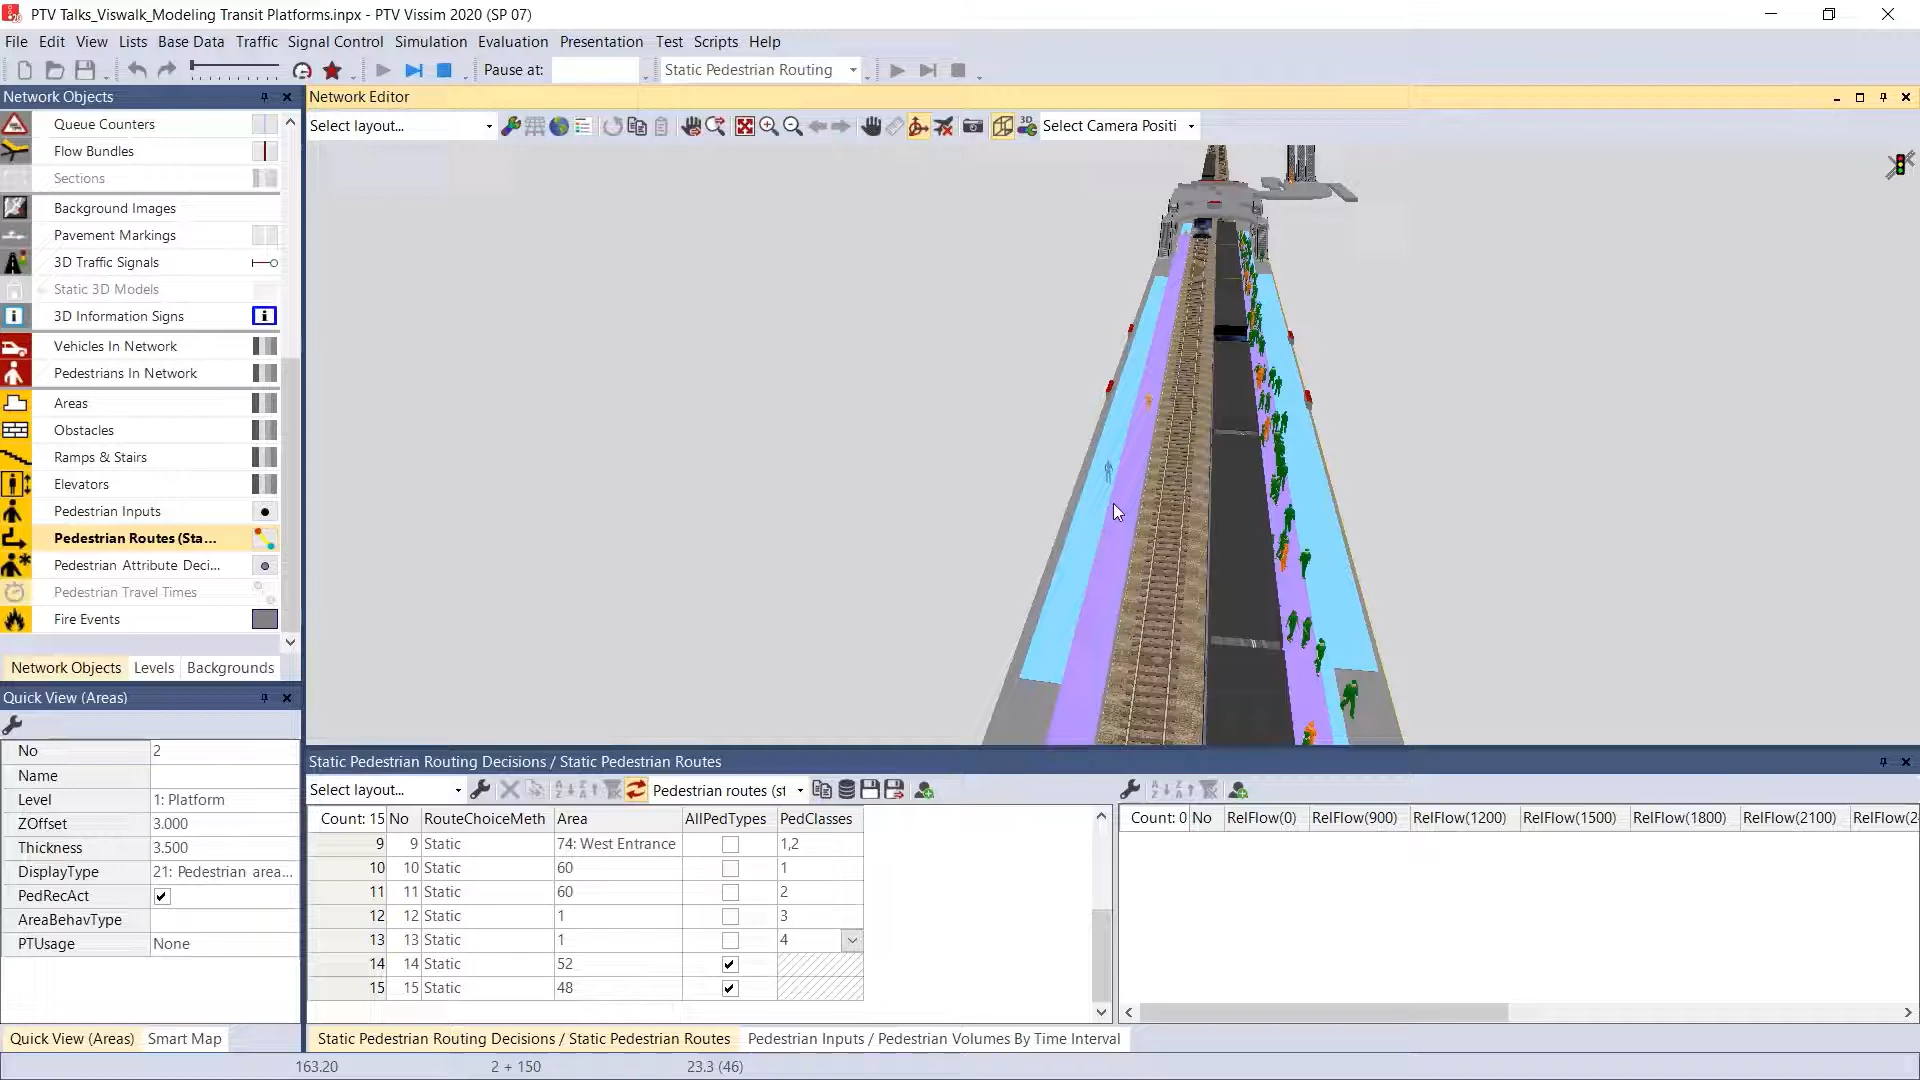 PTV Talks_Viswalk_Modeling Transit Platforms.inpx - PTV Vissim 2020 (SP 07)
File Edit View Lists Base Data Traffic Signal Control Simulation Evaluation Presentation Test Scripts Help
Pause at: Static Pedestrian Routing
Network Objects
Network Editor
Select layout...
3D
Select Camera Positi
Queue Counters
Flow Bundles
Sections
Background Images
Pavement Markings
3D Traffic Signals
Static 3D Models
3D Information Signs
Vehicles In Network
Pedestrians In Network
Areas
Obstacles
Ramps & Stairs
Elevators
Pedestrian Inputs
Pedestrian Routes (Sta...
Pedestrian Attribute Deci...
Pedestrian Travel Times
Fire Events
Network Objects Levels Backgrounds
Quick View (Areas)
No 2
Name
Level 1: Platform
ZOffset 3.000
Thickness 3.500
DisplayType 21: Pedestrian area...
PedRecAct
AreaBehavType
PTUsage None
Quick View (Areas) Smart Map
Static Pedestrian Routing Decisions / Static Pedestrian Routes
Select layout... Pedestrian routes (st
Count: 15 No RouteChoiceMeth Area AllPedTypes PedClasses
9 9 Static 74: West Entrance 1,2
10 10 Static 60 1
11 11 Static 60 2
12 12 Static 1 3
13 13 Static 1 4
14 14 Static 52
15 15 Static 48
Count: 0 No RelFlow(0) RelFlow(900) RelFlow(1200) RelFlow(1500) RelFlow(1800) RelFlow(2100) RelFlow(2
Static Pedestrian Routing Decisions / Static Pedestrian Routes Pedestrian Inputs / Pedestrian Volumes By Time Interval
163.20 2 + 150 23.3 (46)